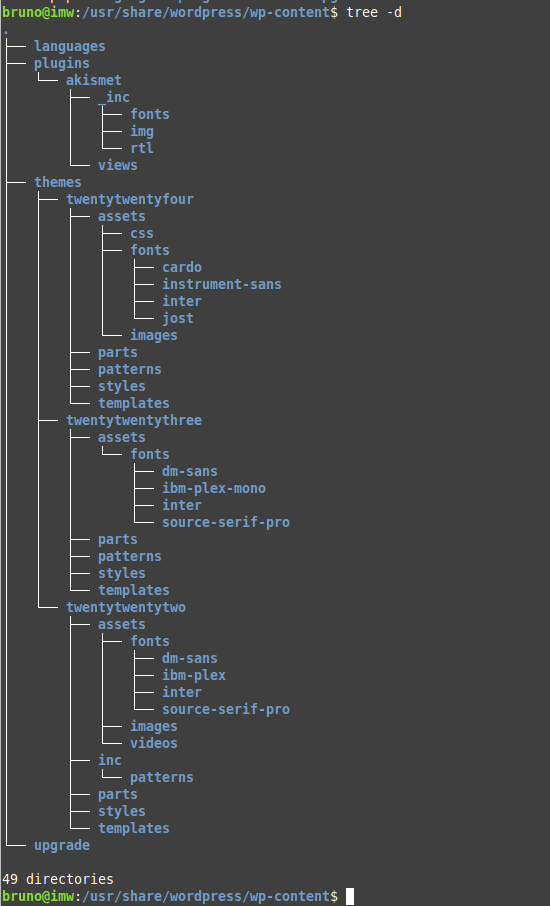 bruno@imw:/usr/share/wordpress/wp-content$ tree -d
.
├── languages
├── plugins
│   └── akismet
│       ├── _inc
│       │   ├── fonts
│       │   ├── img
│       │   └── rtl
│       └── views
├── themes
│   ├── twentytwentyfour
│   │   ├── assets
│   │   │   ├── css
│   │   │   ├── fonts
│   │   │   │   ├── cardo
│   │   │   │   ├── instrument-sans
│   │   │   │   ├── inter
│   │   │   │   └── jost
│   │   │   └── images
│   │   ├── parts
│   │   ├── patterns
│   │   ├── styles
│   │   └── templates
│   ├── twentytwentythree
│   │   ├── assets
│   │   │   └── fonts
│   │   │       ├── dm-sans
│   │   │       ├── ibm-plex-mono
│   │   │       ├── inter
│   │   │       └── source-serif-pro
│   │   ├── parts
│   │   ├── patterns
│   │   ├── styles
│   │   └── templates
│   └── twentytwentytwo
│       ├── assets
│       │   ├── fonts
│       │   │   ├── dm-sans
│       │   │   ├── ibm-plex
│       │   │   ├── inter
│       │   │   └── source-serif-pro
│       │   ├── images
│       │   └── videos
│       ├── inc
│       │   └── patterns
│       ├── parts
│       ├── styles
│       └── templates
└── upgrade

49 directories
bruno@imw:/usr/share/wordpress/wp-content$